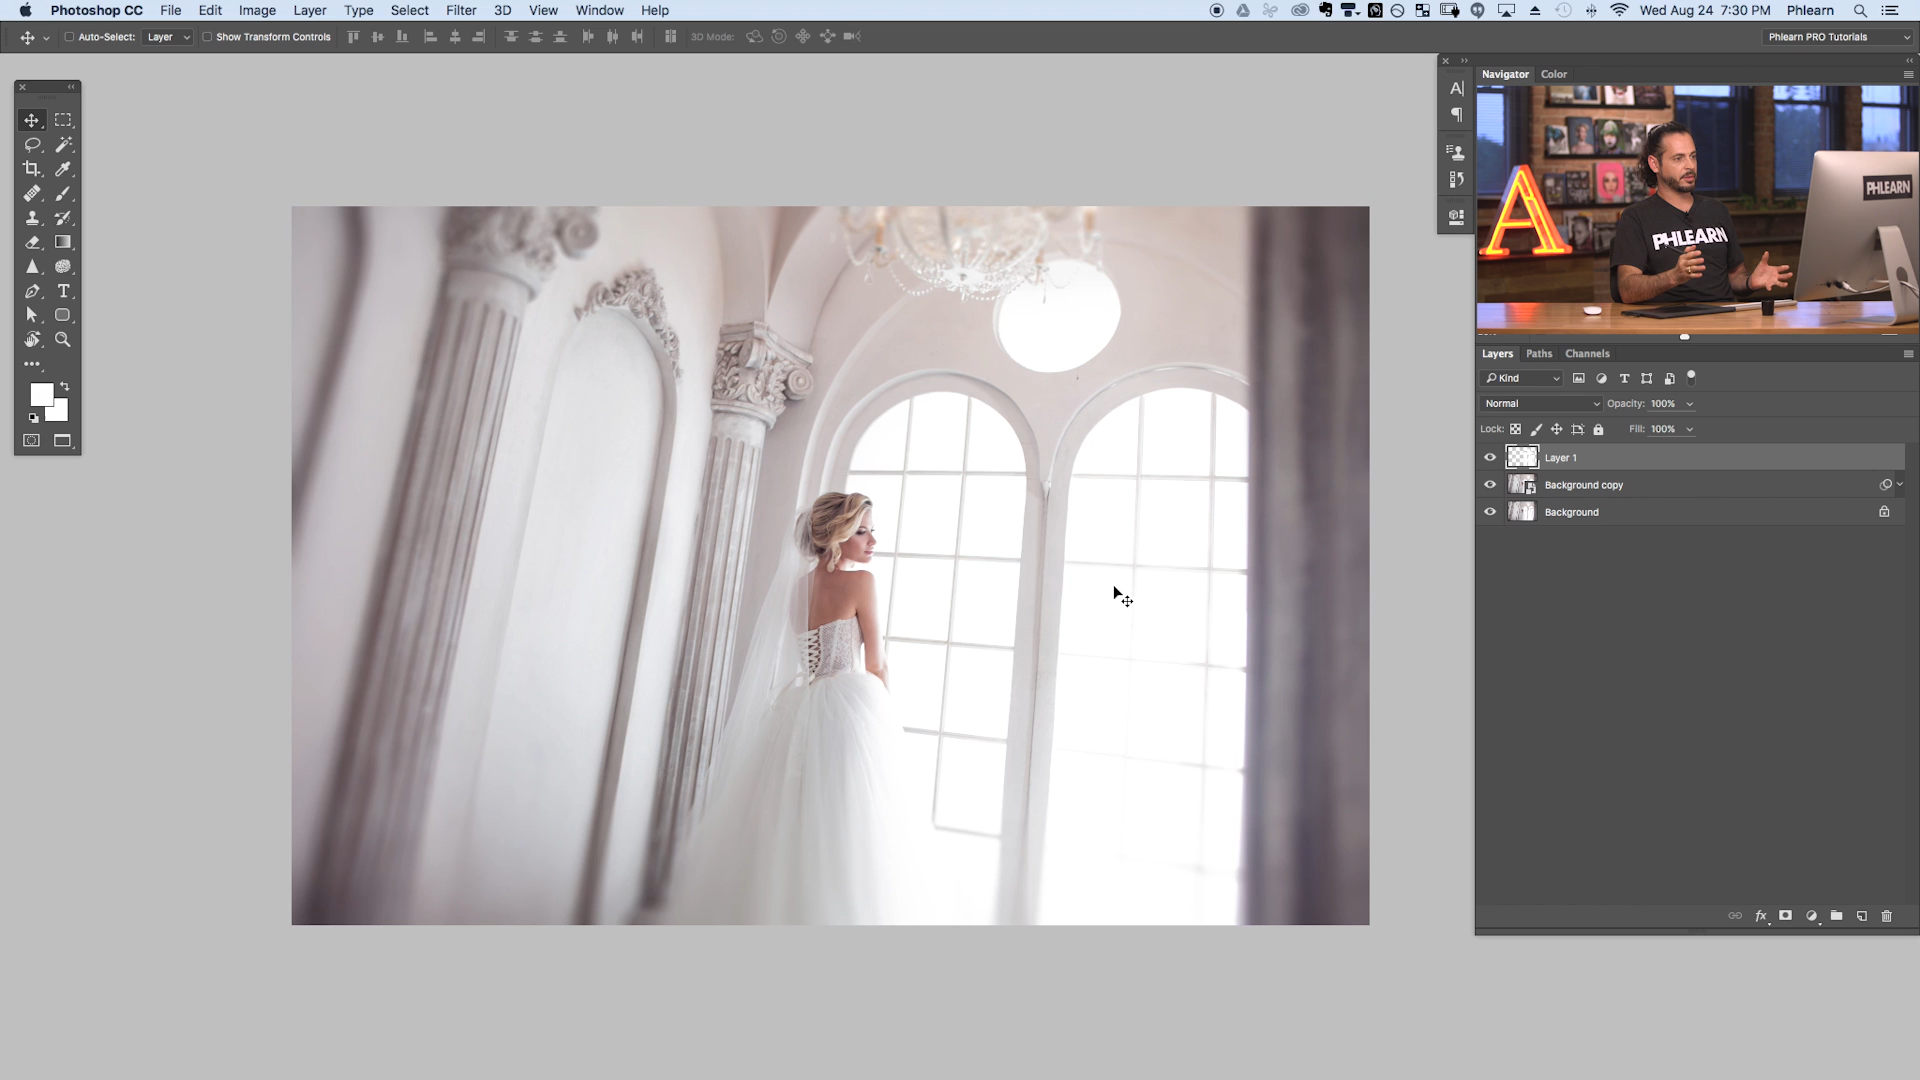 Photoshop CC File Edit Image Layer Type Select Filter 3D View Window Help Wed Aug 24 7:30 PM Phlearn
Auto-Select: Layer Show Transform Controls 3D Mode: Phlearn PRO Tutorials
Navigator Color
PHLEARN
PHLEARN
A
Layers Paths Channels
Kind
Normal Opacity: 100%
Lock: Fill: 100%
Layer 1
Background copy
Background